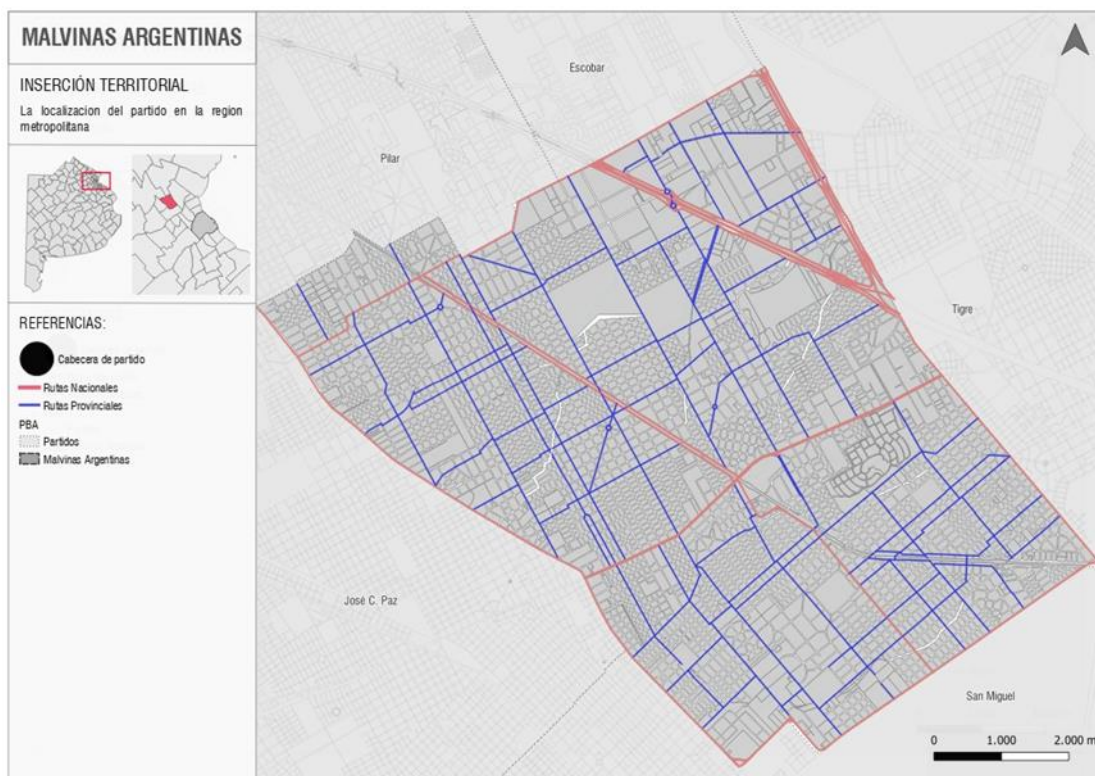 MALVINAS ARGENTINAS
INSERCIÓN TERRITORIAL
La localizacion del partido en la region
metropolitana
REFERENCIAS:
Cabecera de partido
Rutas Nacionales
Rutas Provinciales
PBA
Partidos
Malvinas Argentinas
Escobar
Pilar
Tigre
José C. Paz
San Miguel
0 1.000 2.000 m